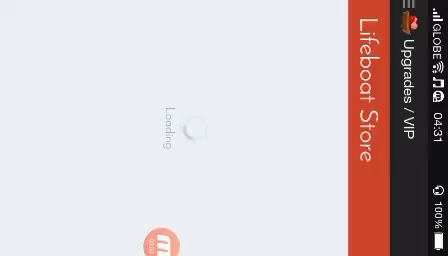 GLOBE 04:31 100%
Upgrades / VIP
Lifeboat Store
Loading